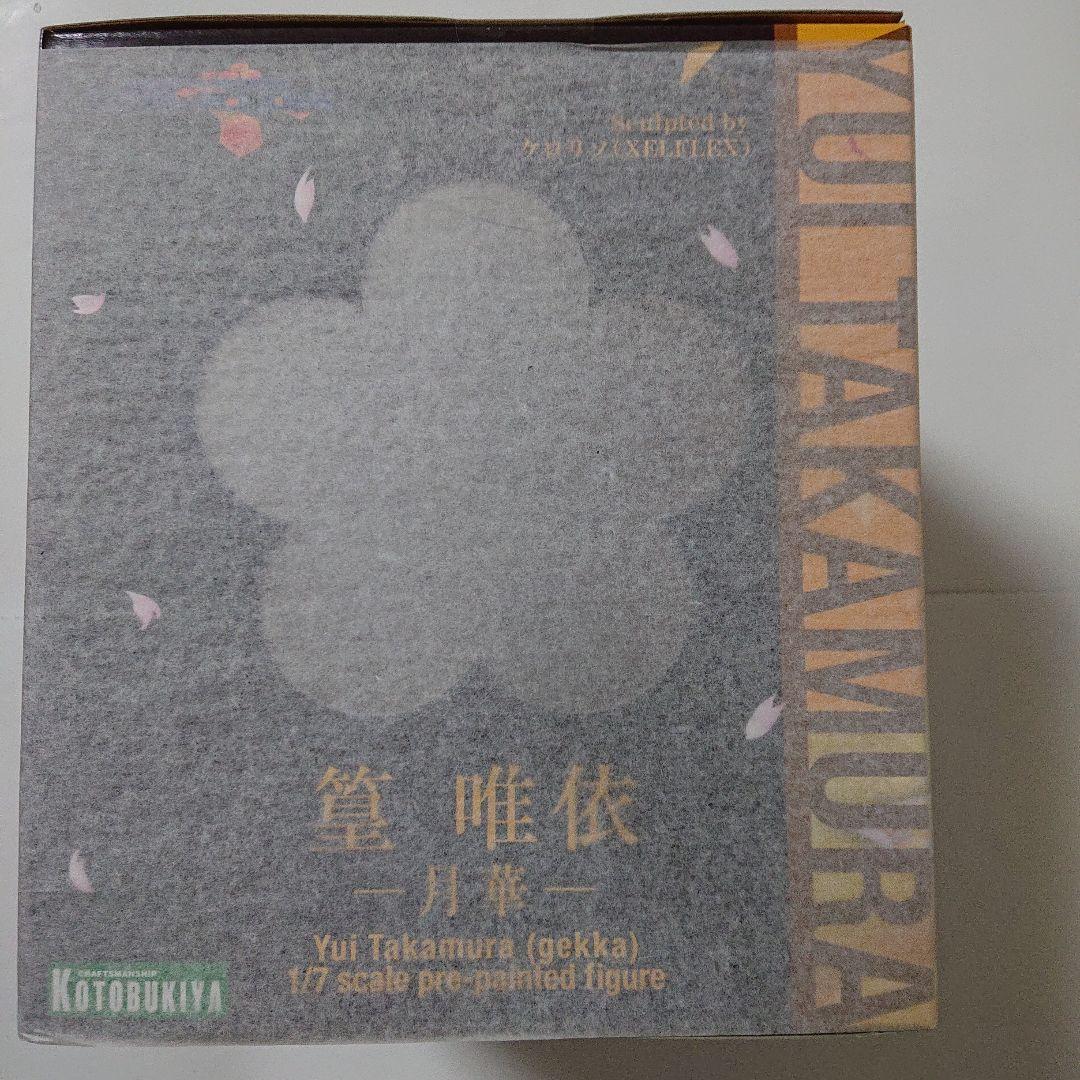 Sculpted by
ケロリン(XELFLEX)
YUI TAKAMURA
篁 唯依
―月華―
Yui Takamura (gekka)
1/7 scale pre-painted figure
CRAFTSMANSHIP
KOTOBUKIYA